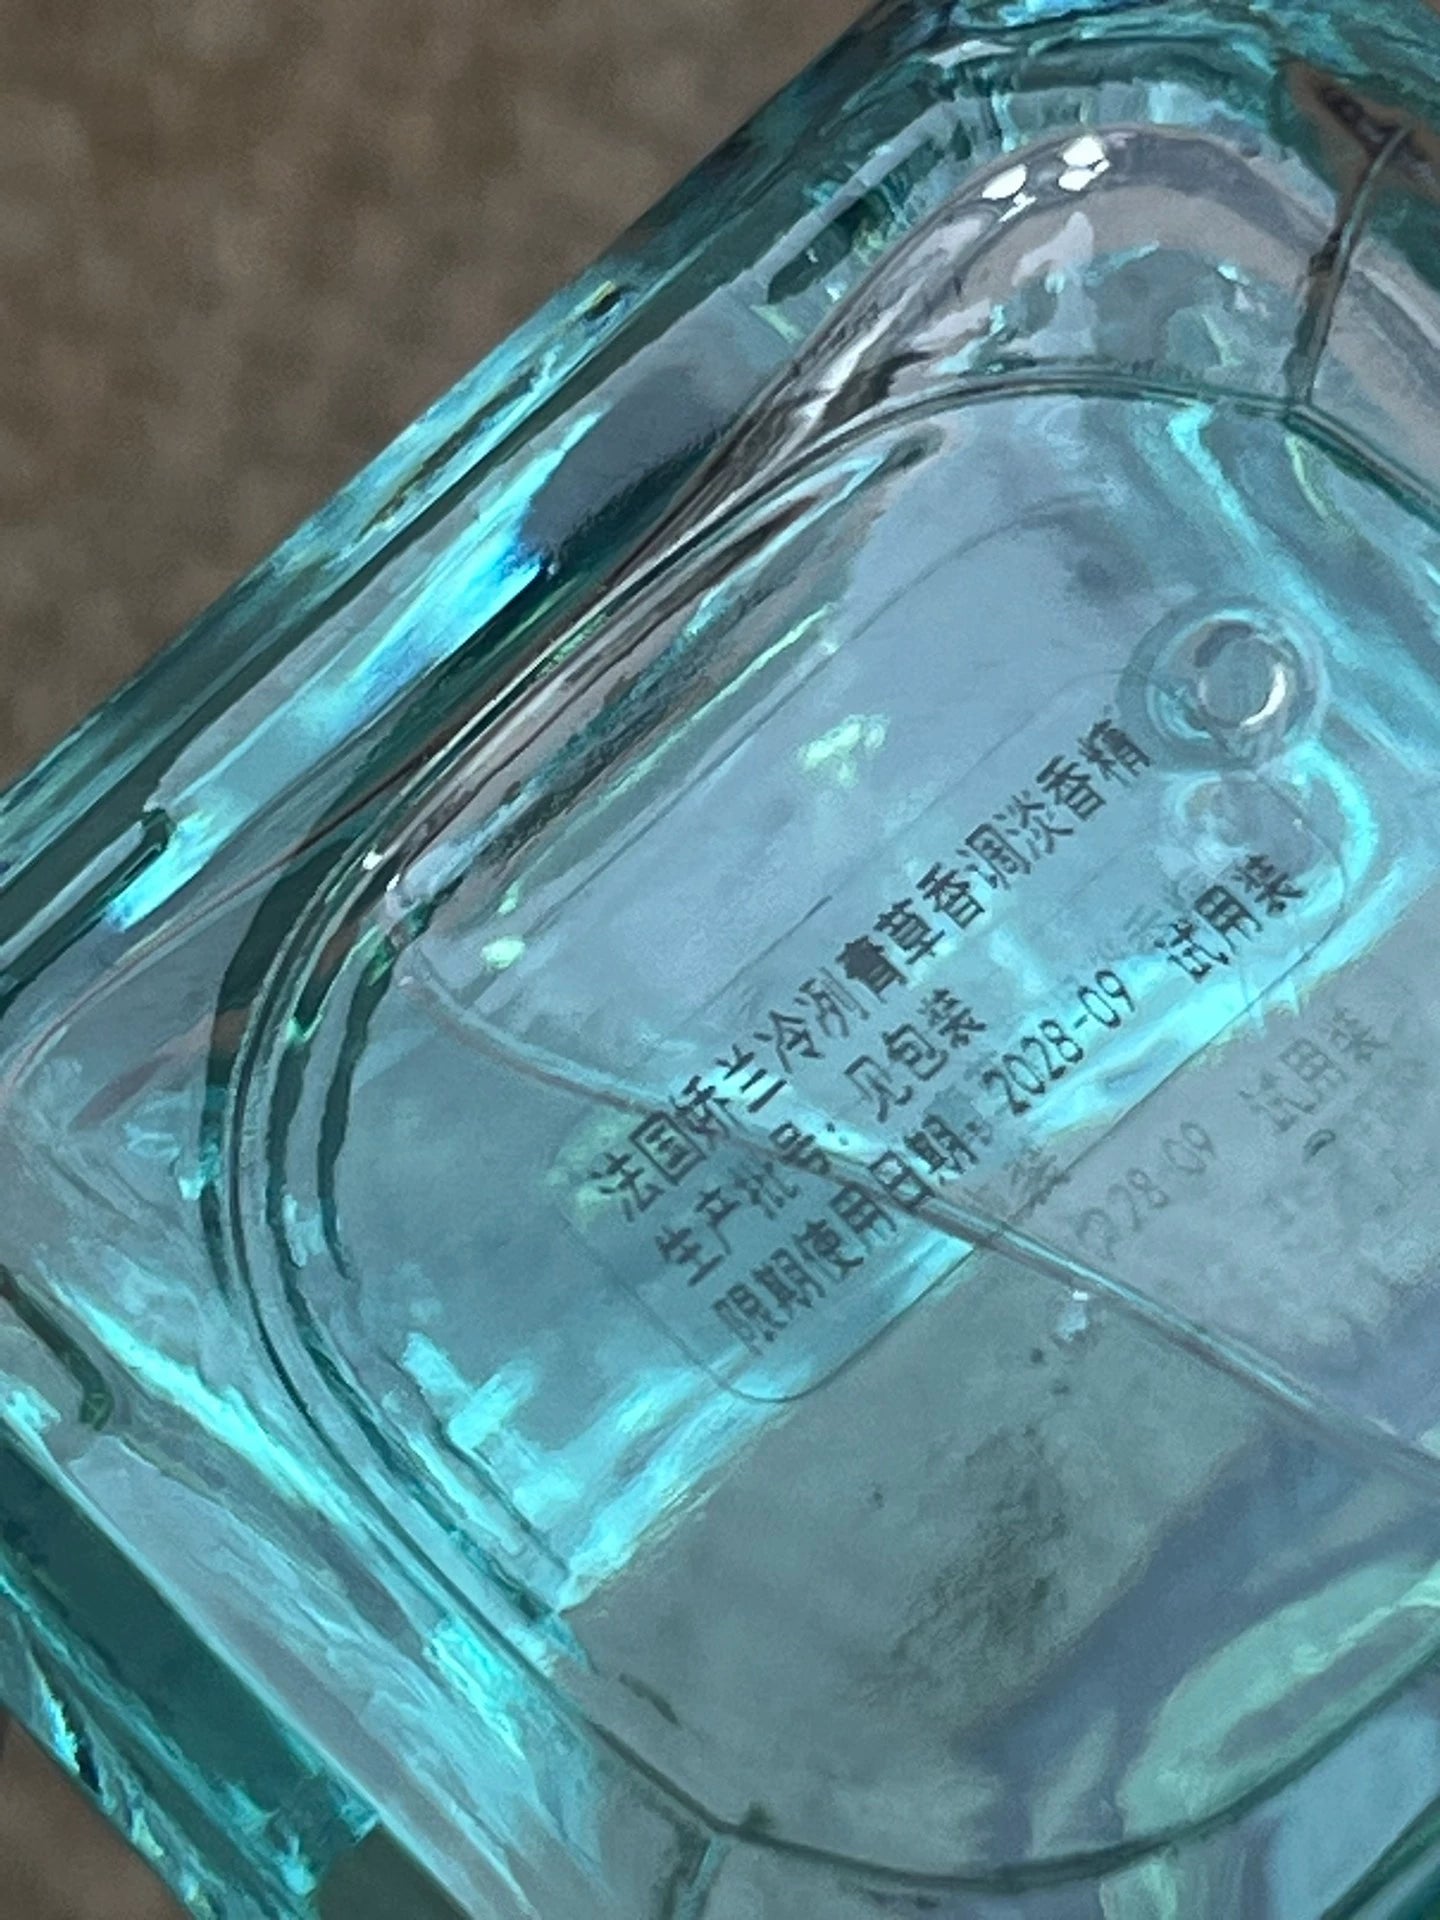 法国娇兰冷冽青草香调淡香精
生产批号: 见包装
限期使用日期: 2028-09 试用装